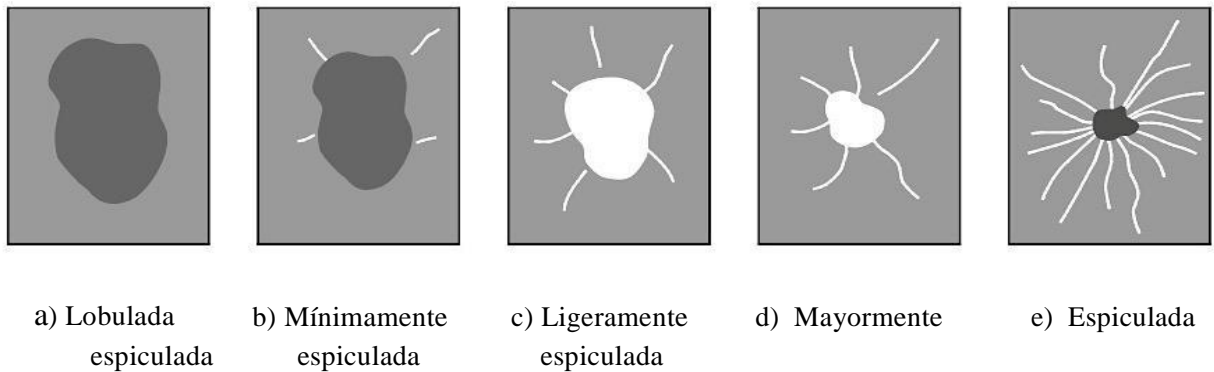 a) Lobulada b) Mínimamente c) Ligeramente d) Mayormente e) Espiculada
espiculada espiculada espiculada